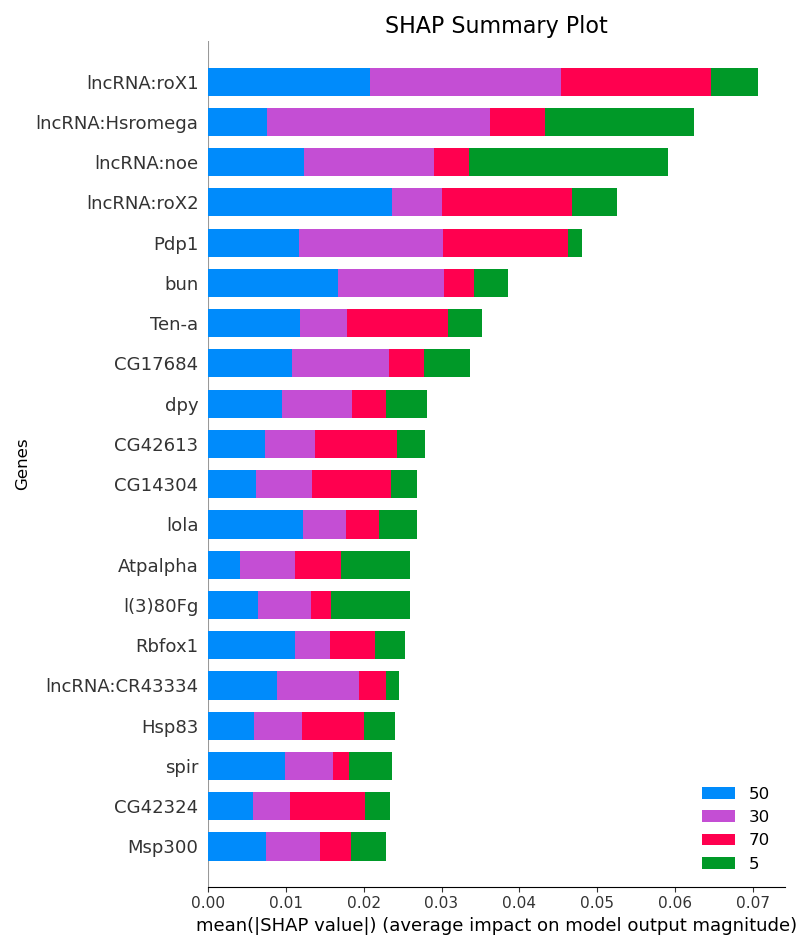 SHAP Summary Plot
Genes
lncRNA:roX1
lncRNA:Hsromega
lncRNA:noe
lncRNA:roX2
Pdp1
bun
Ten-a
CG17684
dpy
CG42613
CG14304
lola
Atpalpha
l(3)80Fg
Rbfox1
lncRNA:CR43334
Hsp83
spir
CG42324
Msp300
50
30
70
5
0.00 0.01 0.02 0.03 0.04 0.05 0.06 0.07
mean(|SHAP value|) (average impact on model output magnitude)